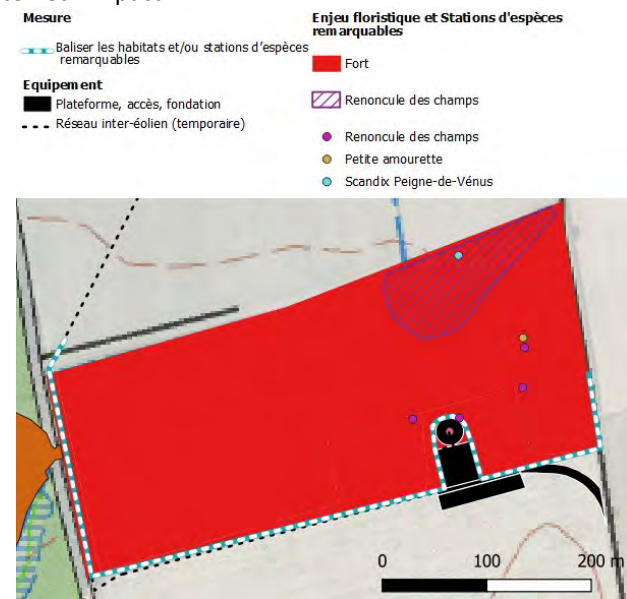 Mesure
Baliser les habitats et/ou stations d'espèces
remarquables
Equipement
Plateforme, accès, fondation
Réseau inter-éolien (temporaire)
Enjeu floristique et Stations d'espèces
remarquables
Fort
Renoncule des champs
Renoncule des champs
Petite amourette
Scandix Peigne-de-Vénus
0 100 200 m